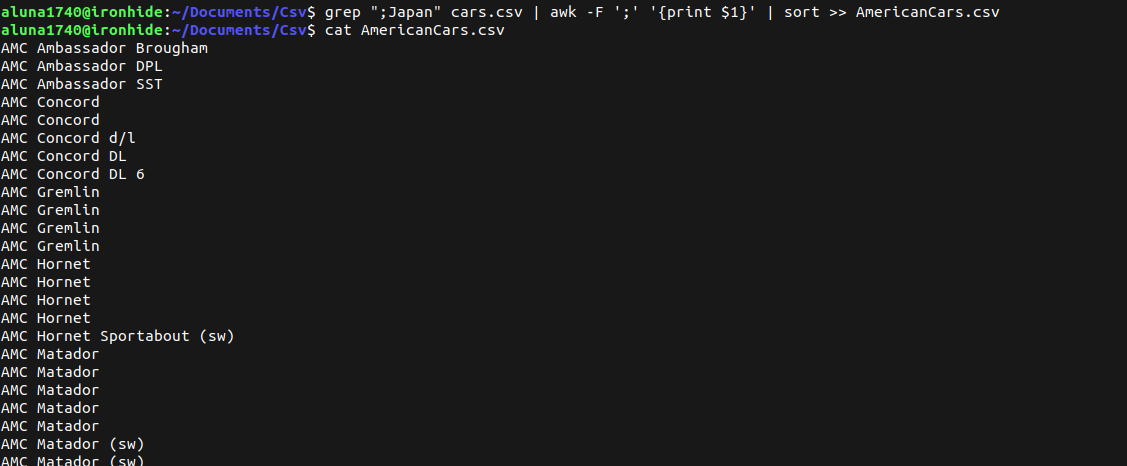 aluna1740@ironhide:~/Documents/Csv$ grep ";Japan" cars.csv | awk -F ';' '{print $1}' | sort >> AmericanCars.csv
aluna1740@ironhide:~/Documents/Csv$ cat AmericanCars.csv
AMC Ambassador Brougham
AMC Ambassador DPL
AMC Ambassador SST
AMC Concord
AMC Concord
AMC Concord d/l
AMC Concord DL
AMC Concord DL 6
AMC Gremlin
AMC Gremlin
AMC Gremlin
AMC Gremlin
AMC Hornet
AMC Hornet
AMC Hornet
AMC Hornet
AMC Hornet Sportabout (sw)
AMC Matador
AMC Matador
AMC Matador
AMC Matador
AMC Matador
AMC Matador (sw)
AMC Matador (sw)